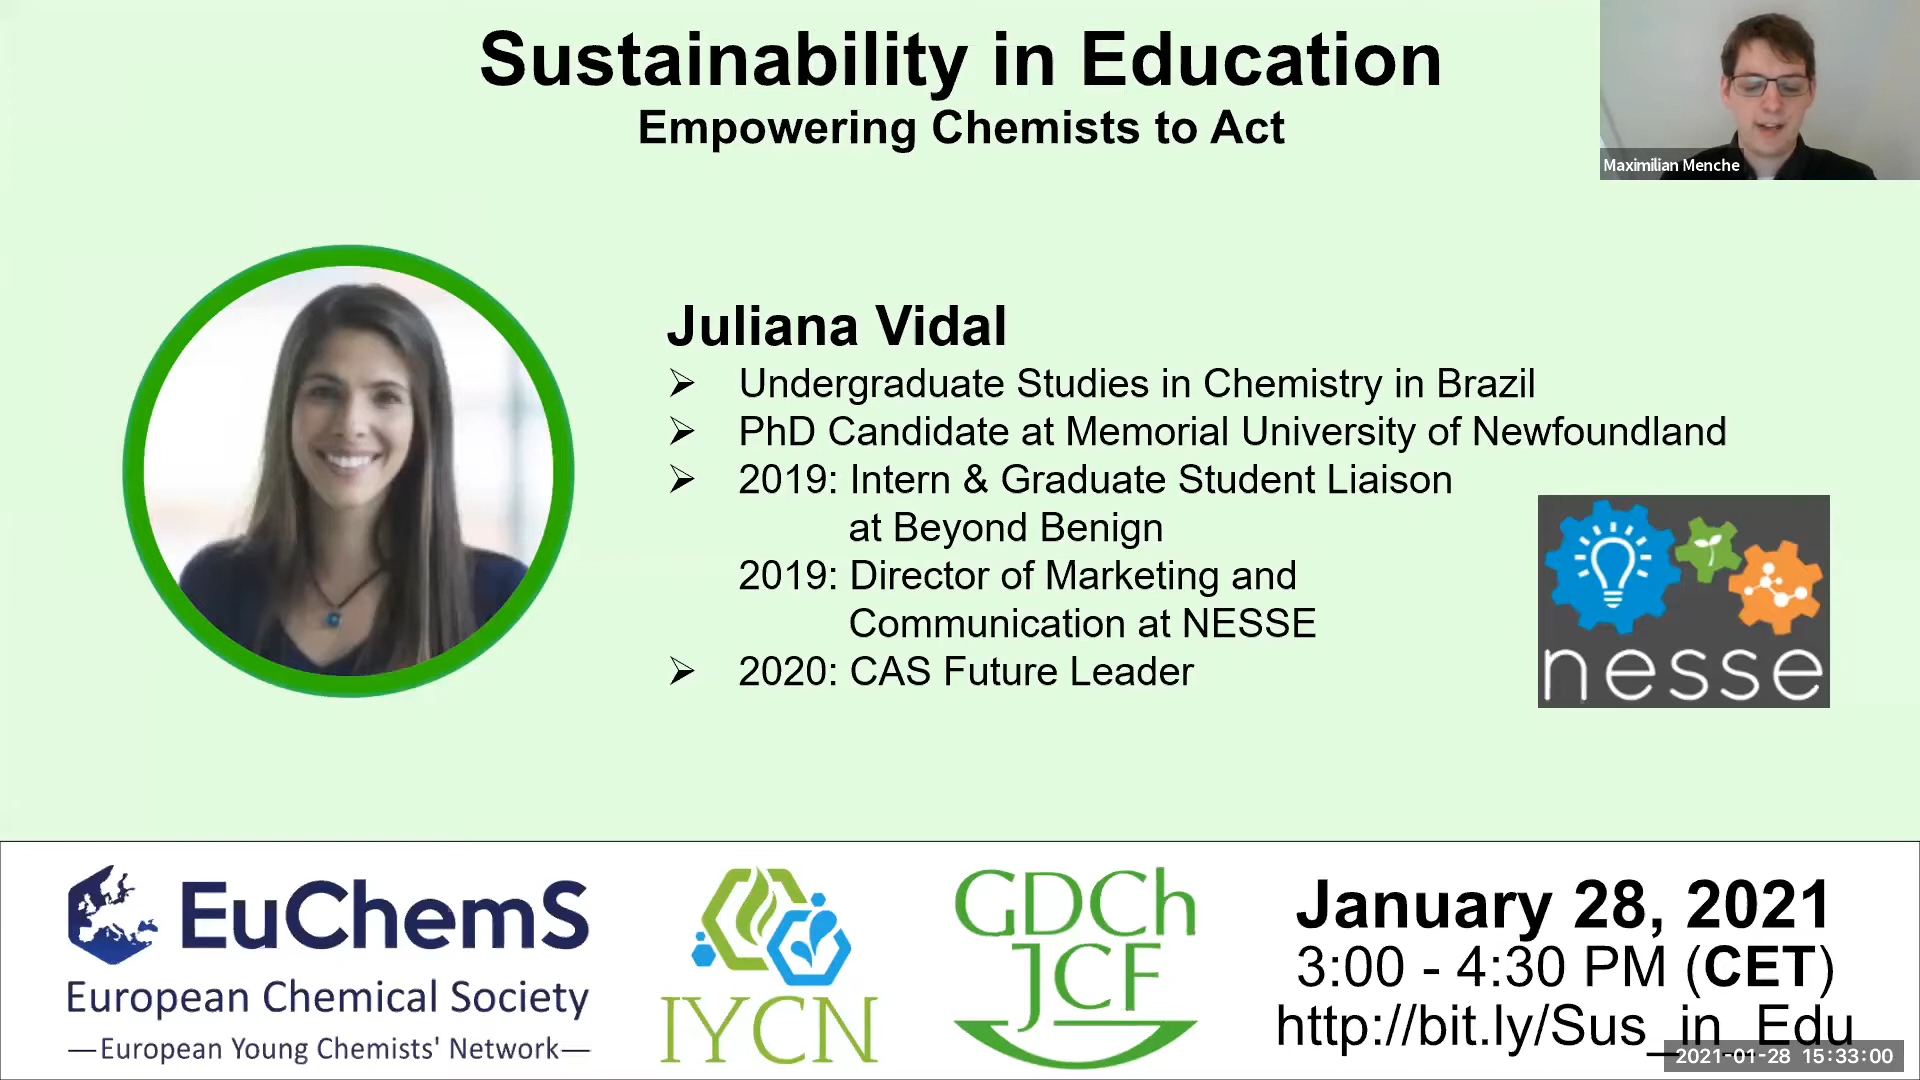 Sustainability in Education
Empowering Chemists to Act
Maximilian Menche
Juliana Vidal
➢ Undergraduate Studies in Chemistry in Brazil
➢ PhD Candidate at Memorial University of Newfoundland
➢ 2019: Intern & Graduate Student Liaison
at Beyond Benign
2019: Director of Marketing and
Communication at NESSE
➢ 2020: CAS Future Leader
nesse
EuChemS
European Chemical Society
—European Young Chemists' Network—
IYCN
GDCh
JCF
January 28, 2021
3:00 - 4:30 PM (CET)
http://bit.ly/Sus_in_Edu
2021-01-28 15:33:00